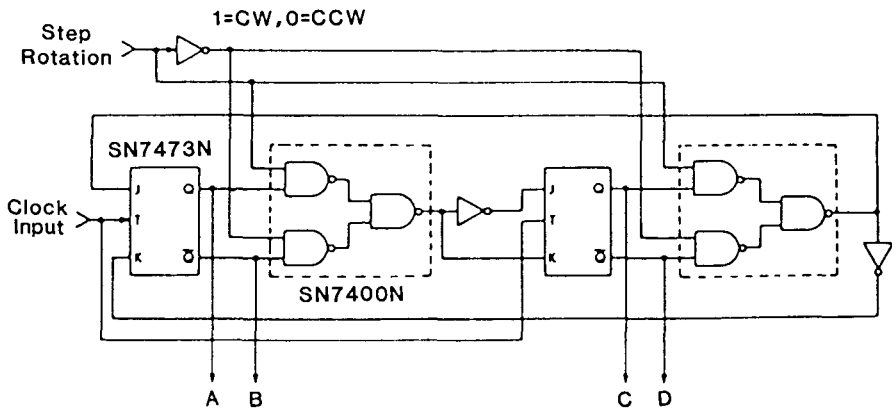 1=CW,0=CCW
Step
Rotation
SN7473N
J
Q
J
Q
Clock
Input
T
T
K
Q̅
K
Q̅
SN7400N
A
B
C
D